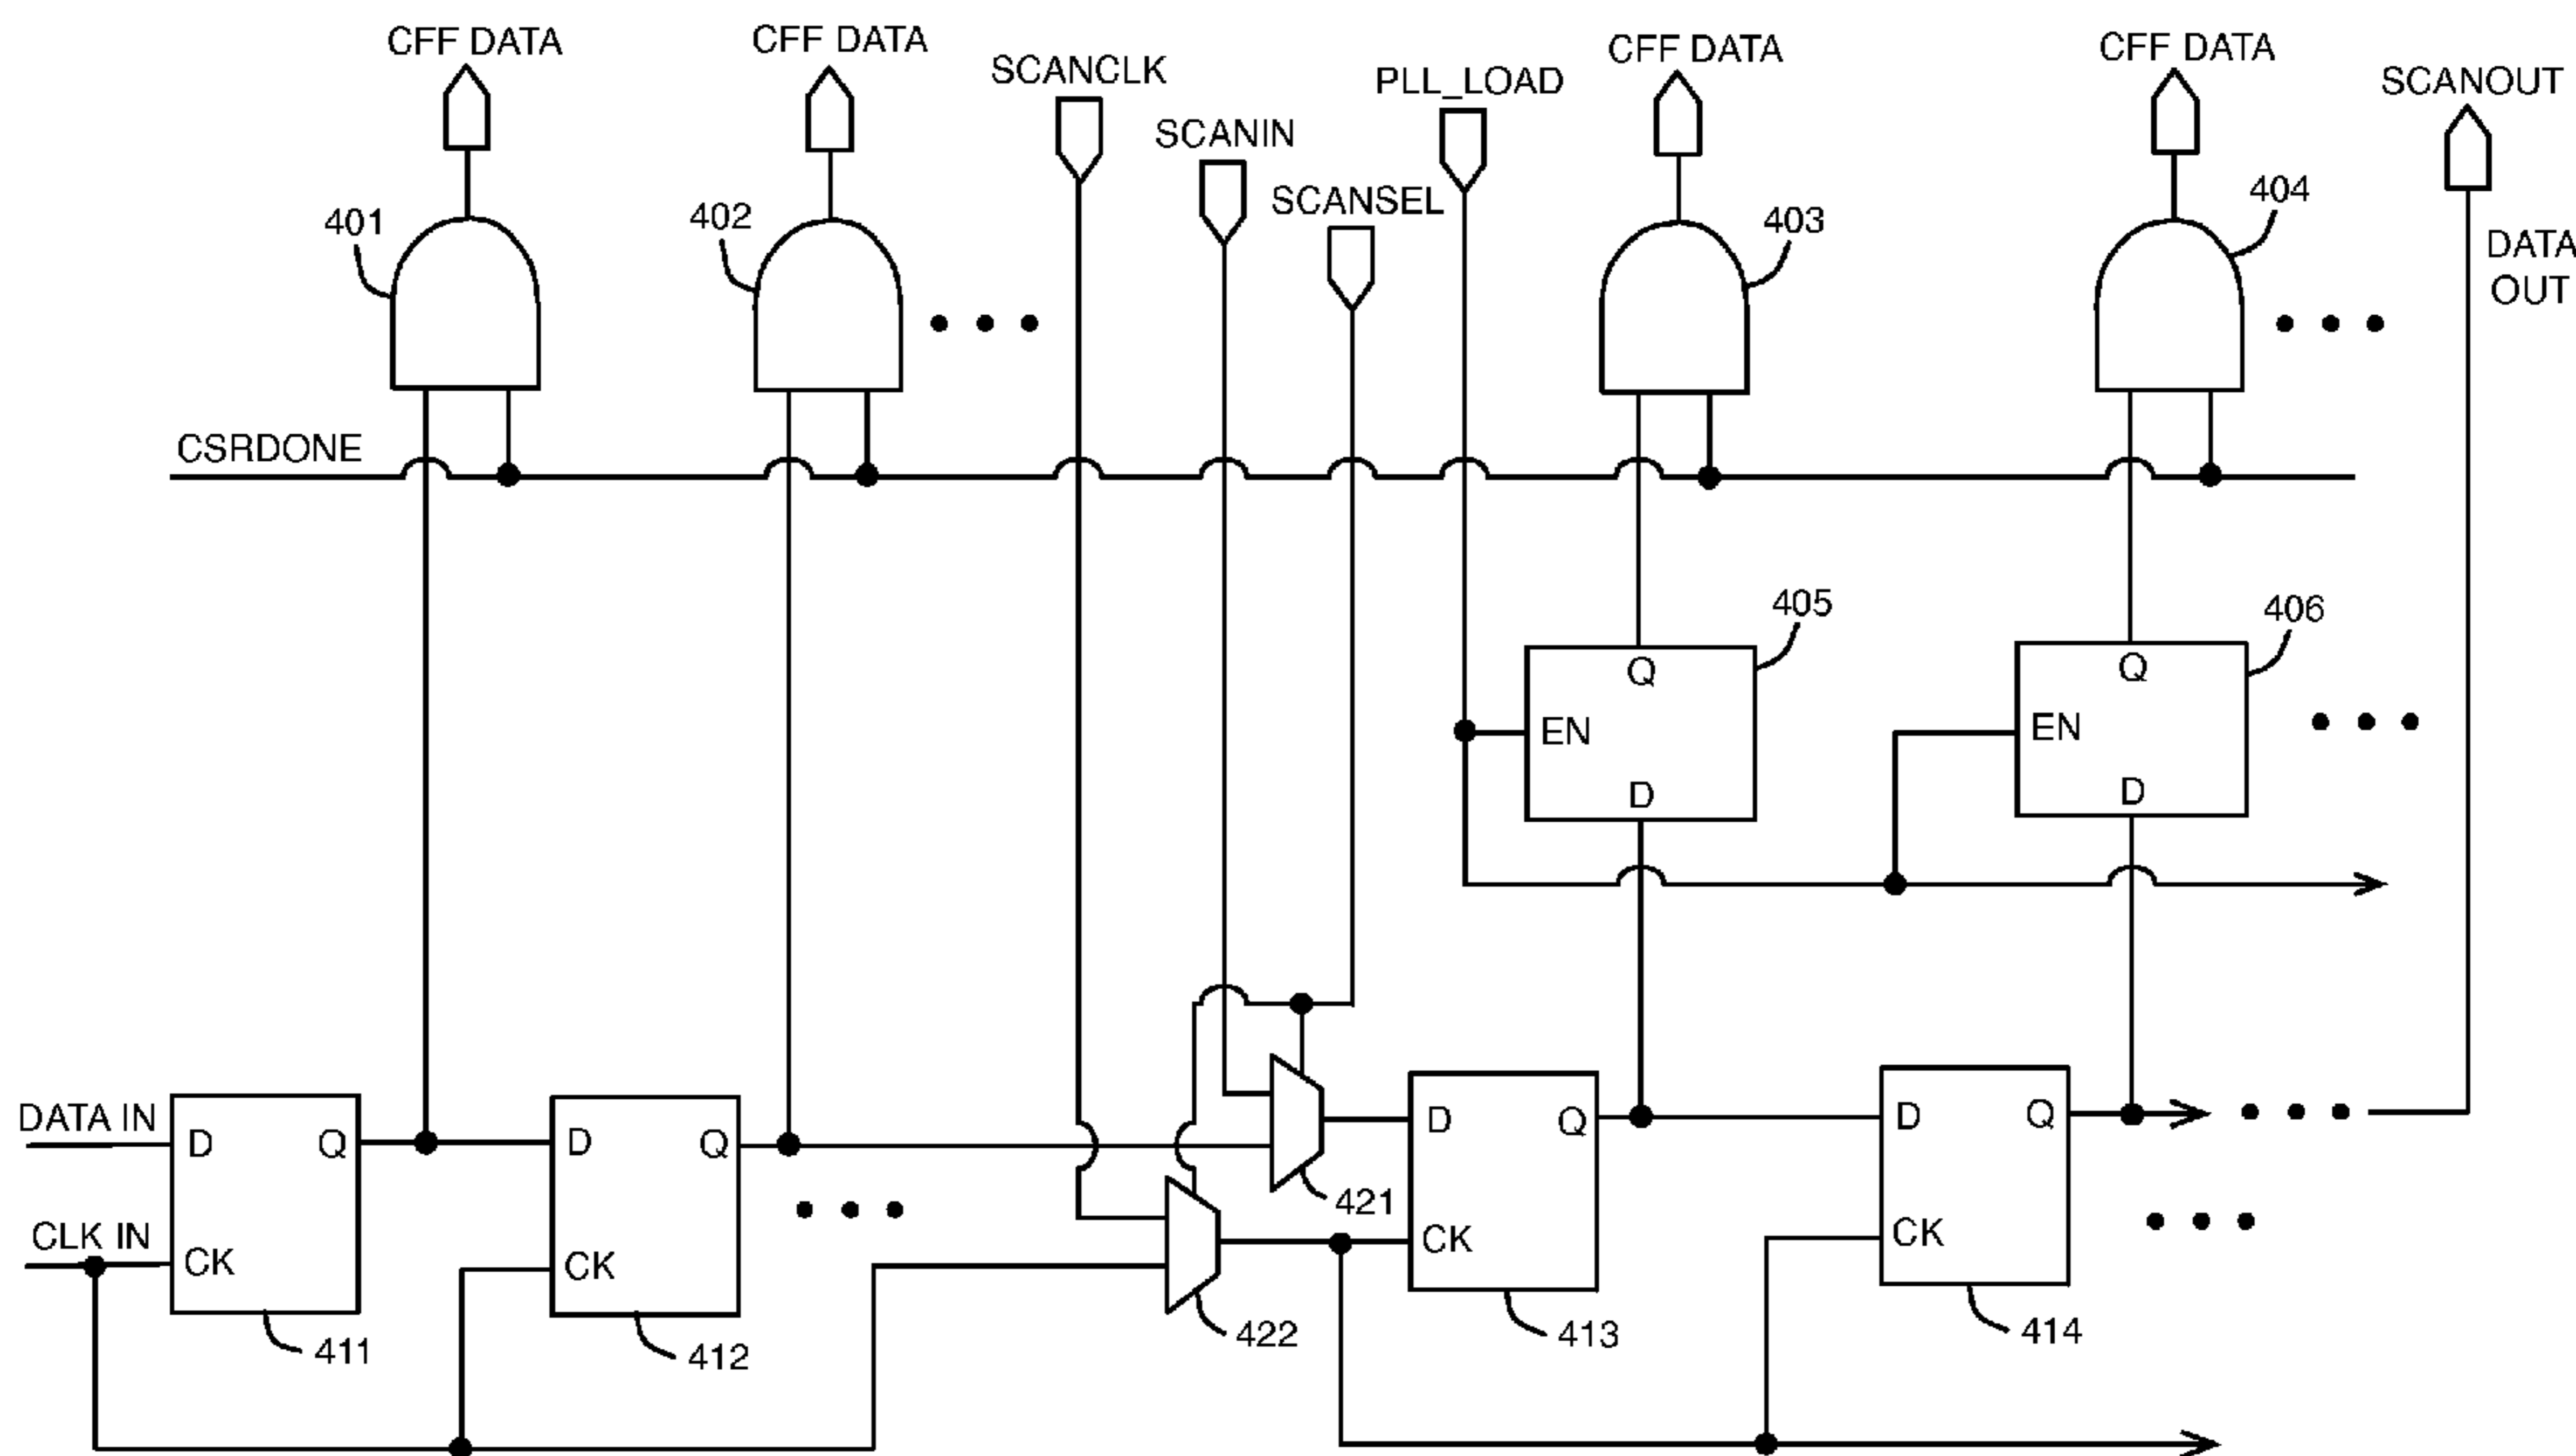 CFF DATA
CFF DATA
SCANCLK
SCANIN
SCANSEL
PLL_LOAD
CFF DATA
CFF DATA
SCANOUT
DATA
OUT
401
402
403
404
CSRDONE
405
406
Q
EN
D
Q
EN
D
DATA IN
CLK IN
D
Q
CK
411
D
Q
CK
412
421
422
D
Q
CK
413
D
Q
CK
414